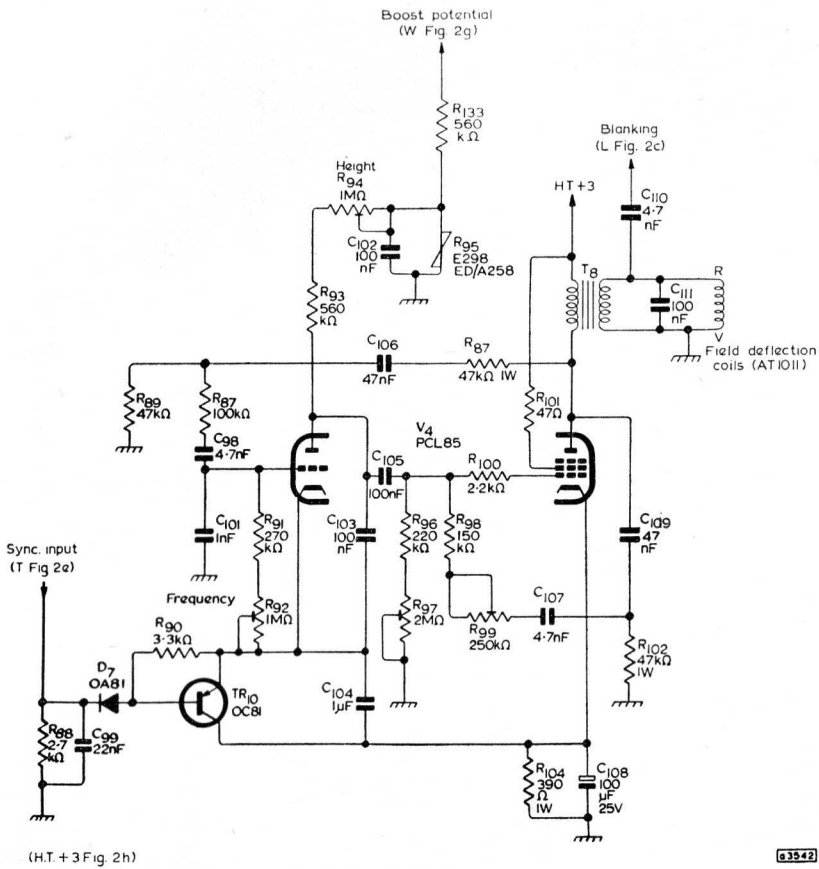 Boost potential
(W Fig. 2g)
R133
560
kΩ
Blanking
(L Fig. 2c)
Height
R94
1MΩ
HT+3
C110
4·7
nF
C102
100
nF
R95
E298
ED/A258
T8
R
C111
100
nF
V
R93
560
kΩ
Field deflection
coils (AT1011)
C106
47nF
R87
47kΩ 1W
R89
47kΩ
R87
100kΩ
R101
47Ω
V4
PCL85
C98
4·7nF
C105
100nF
R100
2·2kΩ
C101
1nF
R91
270
kΩ
C103
100
nF
R96
220
kΩ
R98
150
kΩ
C109
47
nF
Sync. input
(T Fig 2e)
Frequency
R92
1MΩ
R97
2MΩ
R99
250kΩ
C107
4·7nF
R90
3·3kΩ
R102
47kΩ
1W
D7
OA81
TR10
OC81
C104
1µF
R88
2·7
kΩ
C99
22nF
R104
390
Ω
1W
C108
100
µF
25V
(H.T. + 3 Fig. 2h)
a3542